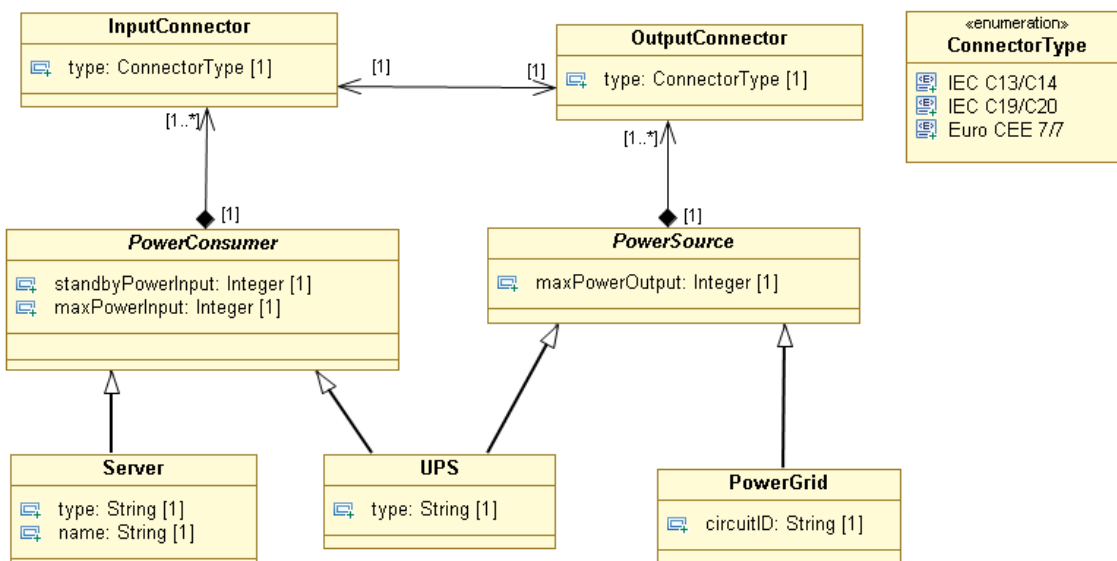 InputConnector
type: ConnectorType [1]
OutputConnector
type: ConnectorType [1]
«enumeration»
ConnectorType
IEC C13/C14
IEC C19/C20
Euro CEE 7/7
[1]
[1]
[1..*]
[1..*]
[1]
[1]
PowerConsumer
standbyPowerInput: Integer [1]
maxPowerInput: Integer [1]
PowerSource
maxPowerOutput: Integer [1]
Server
type: String [1]
name: String [1]
UPS
type: String [1]
PowerGrid
circuitID: String [1]